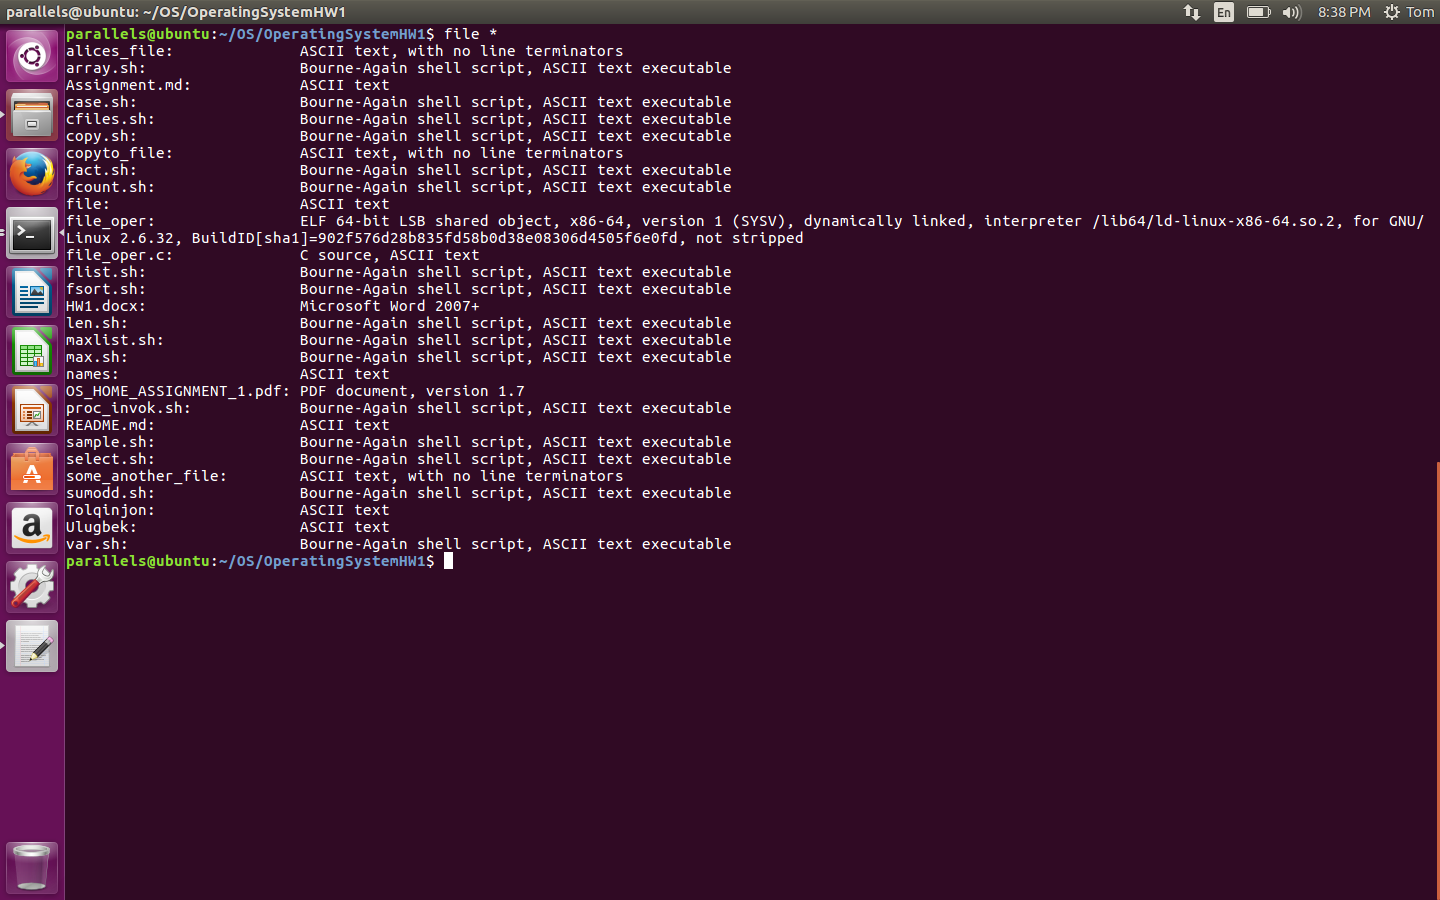 parallels@ubuntu: ~/OS/OperatingSystemHW1 En 8:38 PM Tom
parallels@ubuntu:~/OS/OperatingSystemHW1$ file *
alices_file: ASCII text, with no line terminators
array.sh: Bourne-Again shell script, ASCII text executable
Assignment.md: ASCII text
case.sh: Bourne-Again shell script, ASCII text executable
cfiles.sh: Bourne-Again shell script, ASCII text executable
copy.sh: Bourne-Again shell script, ASCII text executable
copyto_file: ASCII text, with no line terminators
fact.sh: Bourne-Again shell script, ASCII text executable
fcount.sh: Bourne-Again shell script, ASCII text executable
file: ASCII text
file_oper: ELF 64-bit LSB shared object, x86-64, version 1 (SYSV), dynamically linked, interpreter /lib64/ld-linux-x86-64.so.2, for GNU/
Linux 2.6.32, BuildID[sha1]=902f576d28b835fd58b0d38e08306d4505f6e0fd, not stripped
file_oper.c: C source, ASCII text
flist.sh: Bourne-Again shell script, ASCII text executable
fsort.sh: Bourne-Again shell script, ASCII text executable
HW1.docx: Microsoft Word 2007+
len.sh: Bourne-Again shell script, ASCII text executable
maxlist.sh: Bourne-Again shell script, ASCII text executable
max.sh: Bourne-Again shell script, ASCII text executable
names: ASCII text
OS_HOME_ASSIGNMENT_1.pdf: PDF document, version 1.7
proc_invok.sh: Bourne-Again shell script, ASCII text executable
README.md: ASCII text
sample.sh: Bourne-Again shell script, ASCII text executable
select.sh: Bourne-Again shell script, ASCII text executable
some_another_file: ASCII text, with no line terminators
sumodd.sh: Bourne-Again shell script, ASCII text executable
Tolqinjon: ASCII text
Ulugbek: ASCII text
var.sh: Bourne-Again shell script, ASCII text executable
parallels@ubuntu:~/OS/OperatingSystemHW1$